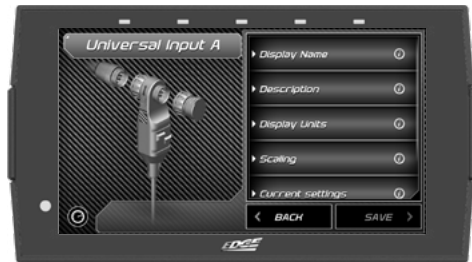 Universal Input A
Display Name
Description
Display Units
Scaling
Current settings
< BACK
SAVE >
EDGE